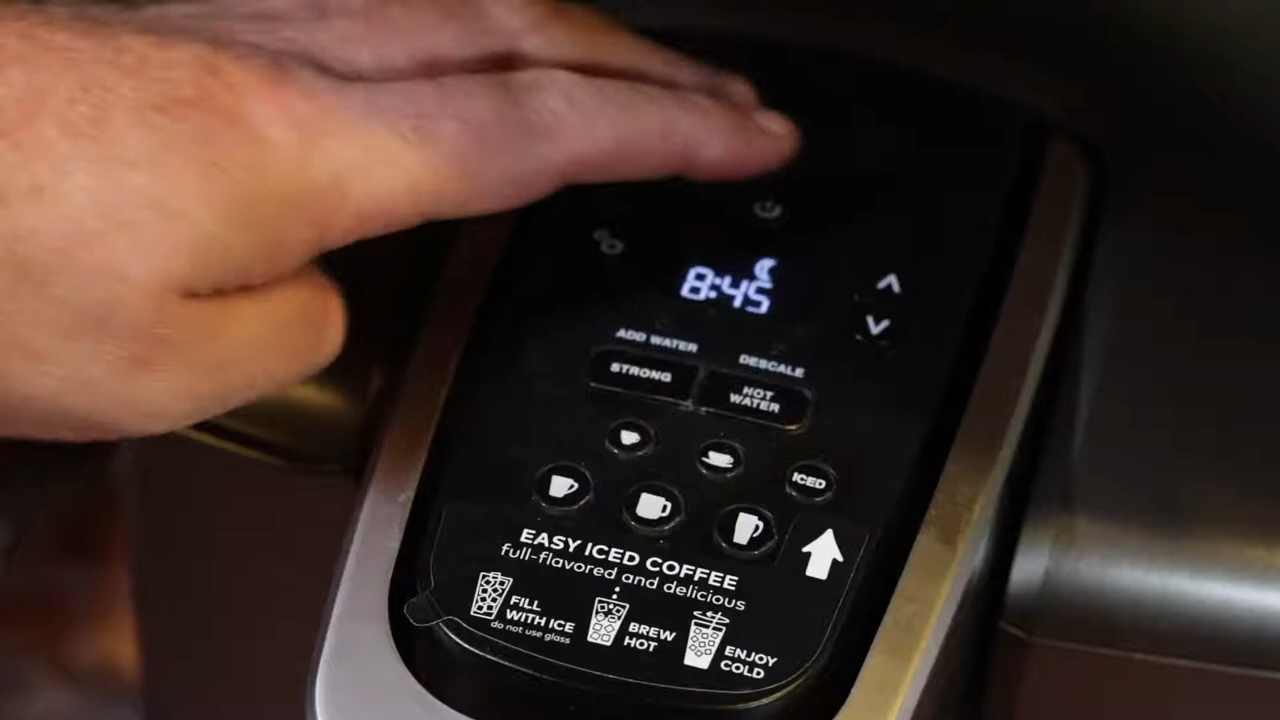 8:45
ADD WATER
DESCALE
STRONG
HOT
WATER
ICED
EASY ICED COFFEE
full-flavored and delicious
FILL
WITH ICE
do not use glass
BREW
HOT
ENJOY
COLD